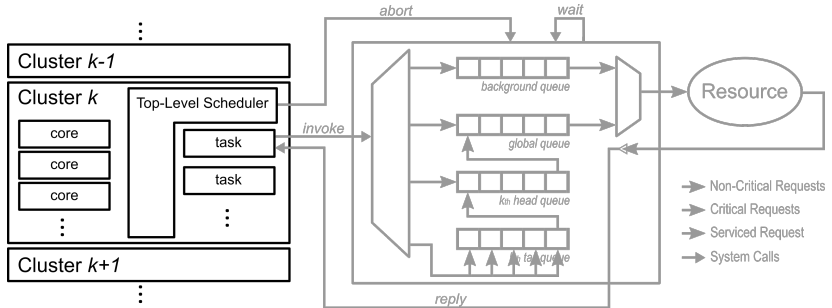 abort
wait
Cluster k-1
Cluster k
Top-Level Scheduler
core
core
core
task
task
invoke
background queue
global queue
kth head queue
queue
Resource
Non-Critical Requests
Critical Requests
Serviced Request
System Calls
Cluster k+1
reply